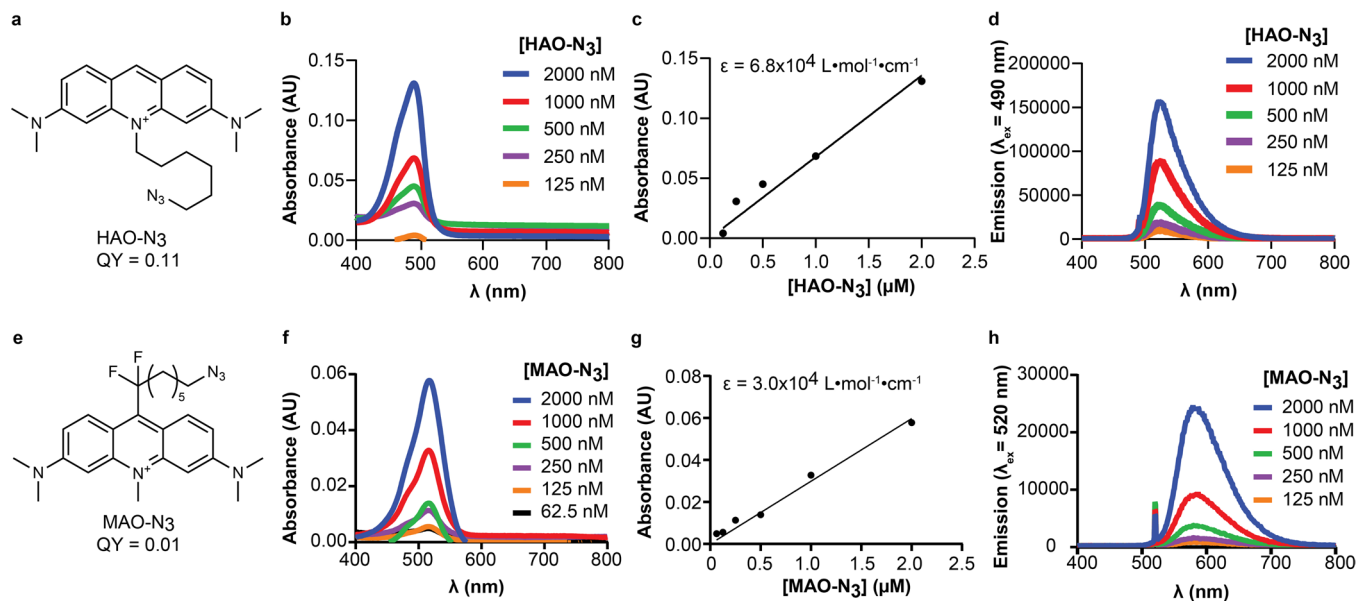 a
N
N⁺
N
N₃
HAO-N₃
QY = 0.11
b
[HAO-N₃]
2000 nM
1000 nM
500 nM
250 nM
125 nM
Absorbance (AU)
0.15
0.10
0.05
0.00
400 500 600 700 800
λ (nm)
c
ε = 6.8x10⁴ L•mol⁻¹•cm⁻¹
Absorbance (AU)
0.15
0.10
0.05
0.00
0.0 0.5 1.0 1.5 2.0 2.5
[HAO-N₃] (µM)
d
[HAO-N₃]
2000 nM
1000 nM
500 nM
250 nM
125 nM
Emission (λex = 490 nm)
200000
150000
100000
50000
0
400 500 600 700 800
λ (nm)
e
F F
N₃
5
N
N⁺
N
MAO-N₃
QY = 0.01
f
[MAO-N₃]
2000 nM
1000 nM
500 nM
250 nM
125 nM
62.5 nM
Absorbance (AU)
0.06
0.04
0.02
0.00
400 500 600 700 800
λ (nm)
g
ε = 3.0x10⁴ L•mol⁻¹•cm⁻¹
Absorbance (AU)
0.08
0.06
0.04
0.02
0.00
0.0 0.5 1.0 1.5 2.0 2.5
[MAO-N₃] (µM)
h
[MAO-N₃]
2000 nM
1000 nM
500 nM
250 nM
125 nM
Emission (λex = 520 nm)
30000
20000
10000
0
400 500 600 700 800
λ (nm)